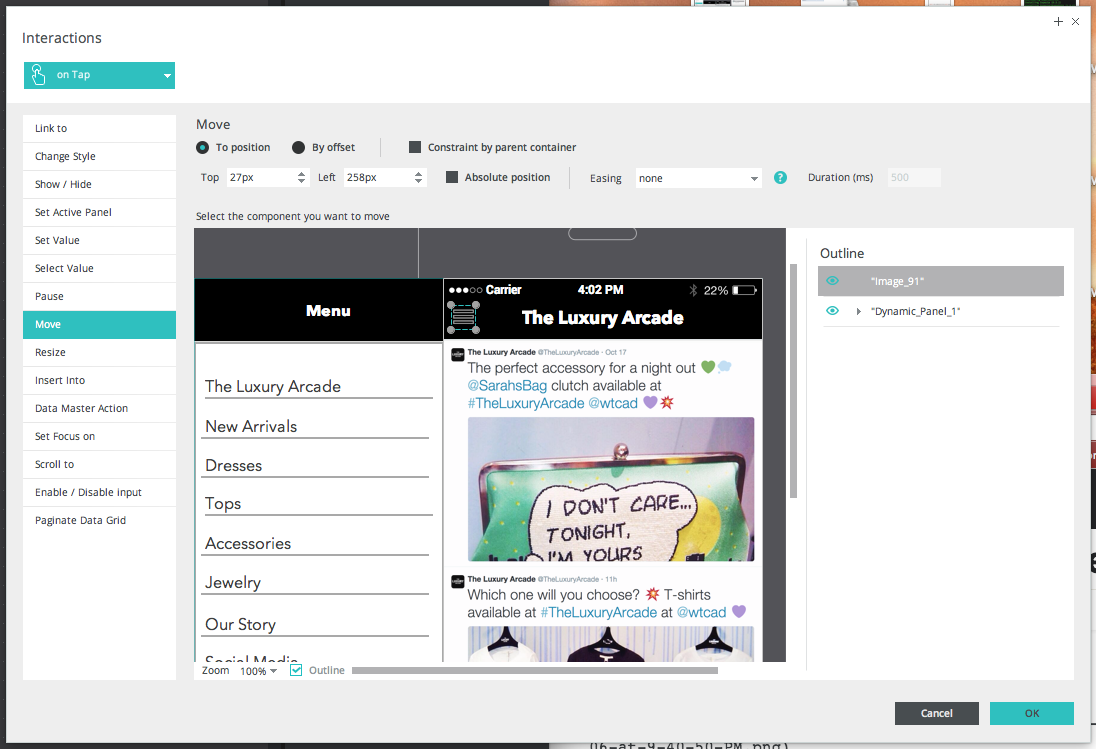 Interactions
on Tap
Link to
Change Style
Show / Hide
Set Active Panel
Set Value
Select Value
Pause
Move
Resize
Insert Into
Data Master Action
Set Focus on
Scroll to
Enable / Disable input
Paginate Data Grid
Move
To position
By offset
Constraint by parent container
Top 27px Left 258px Absolute position Easing none ? Duration (ms) 500
Select the component you want to move
Menu
The Luxury Arcade
New Arrivals
Dresses
Tops
Accessories
Jewelry
Our Story
Social Media
Carrier 4:02 PM 22%
The Luxury Arcade
The Luxury Arcade @TheLuxuryArcade · Oct 17
The perfect accessory for a night out 💚💭
@SarahsBag clutch available at
#TheLuxuryArcade @wtcad 💜💥
I DON'T CARE...
TONIGHT,
I'M YOURS
The Luxury Arcade @TheLuxuryArcade · 11h
Which one will you choose? 💥 T-shirts
available at #TheLuxuryArcade at @wtcad 💜
Zoom 100% Outline
Outline
"Image_91"
"Dynamic_Panel_1"
Cancel
OK
06-at-9-40-50-PM.png)